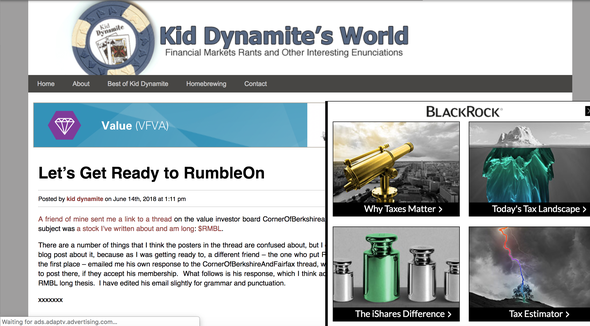 Kid
Dynamite
Kid Dynamite's World
Financial Markets Rants and Other Interesting Enunciations
Home About Best of Kid Dynamite Homebrewing Contact
Value (VFVA)
Let's Get Ready to RumbleOn
Posted by kid dynamite on June 14th, 2018 at 1:11 pm
A friend of mine sent me a link to a thread on the value investor board CornerOfBerkshirea
subject was a stock I've written about and am long: $RMBL.
There are a number of things that I think the posters in the thread are confused about, but I
blog post about it, because as I was getting ready to, a different friend – the one who put
the first place – emailed me his own response to the CornerOfBerkshireAndFairfax thread, w
to post there, if they accept his membership. What follows is his response, which I think ac
RMBL long thesis. I have edited his email slightly for grammar and punctuation.
xxxxxxx
BLACKROCK
Why Taxes Matter >
Today's Tax Landscape >
The iShares Difference >
Tax Estimator >
Waiting for ads.adaptv.advertising.com...